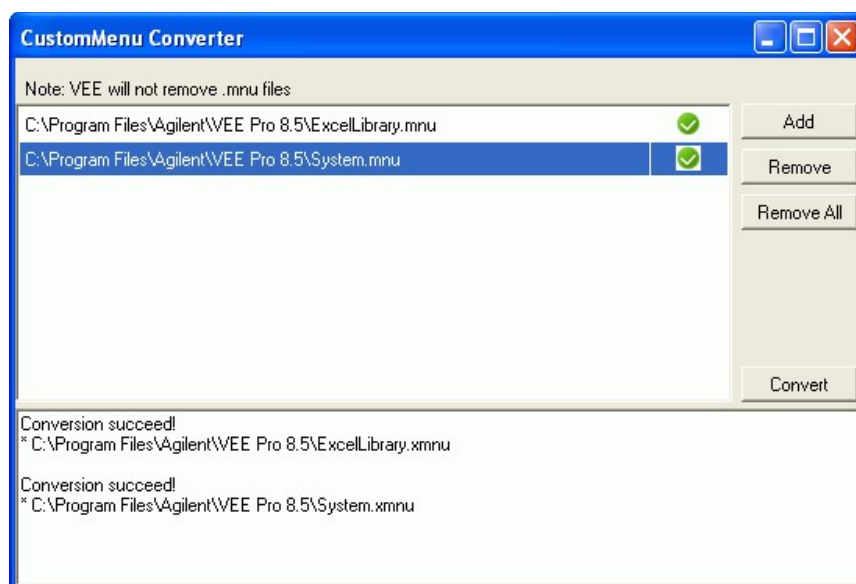 CustomMenu Converter
Note: VEE will not remove .mnu files
C:\Program Files\Agilent\VEE Pro 8.5\ExcelLibrary.mnu
Add
C:\Program Files\Agilent\VEE Pro 8.5\System.mnu
Remove
Remove All
Convert
Conversion succeed!
* C:\Program Files\Agilent\VEE Pro 8.5\ExcelLibrary.xmnu
Conversion succeed!
* C:\Program Files\Agilent\VEE Pro 8.5\System.xmnu